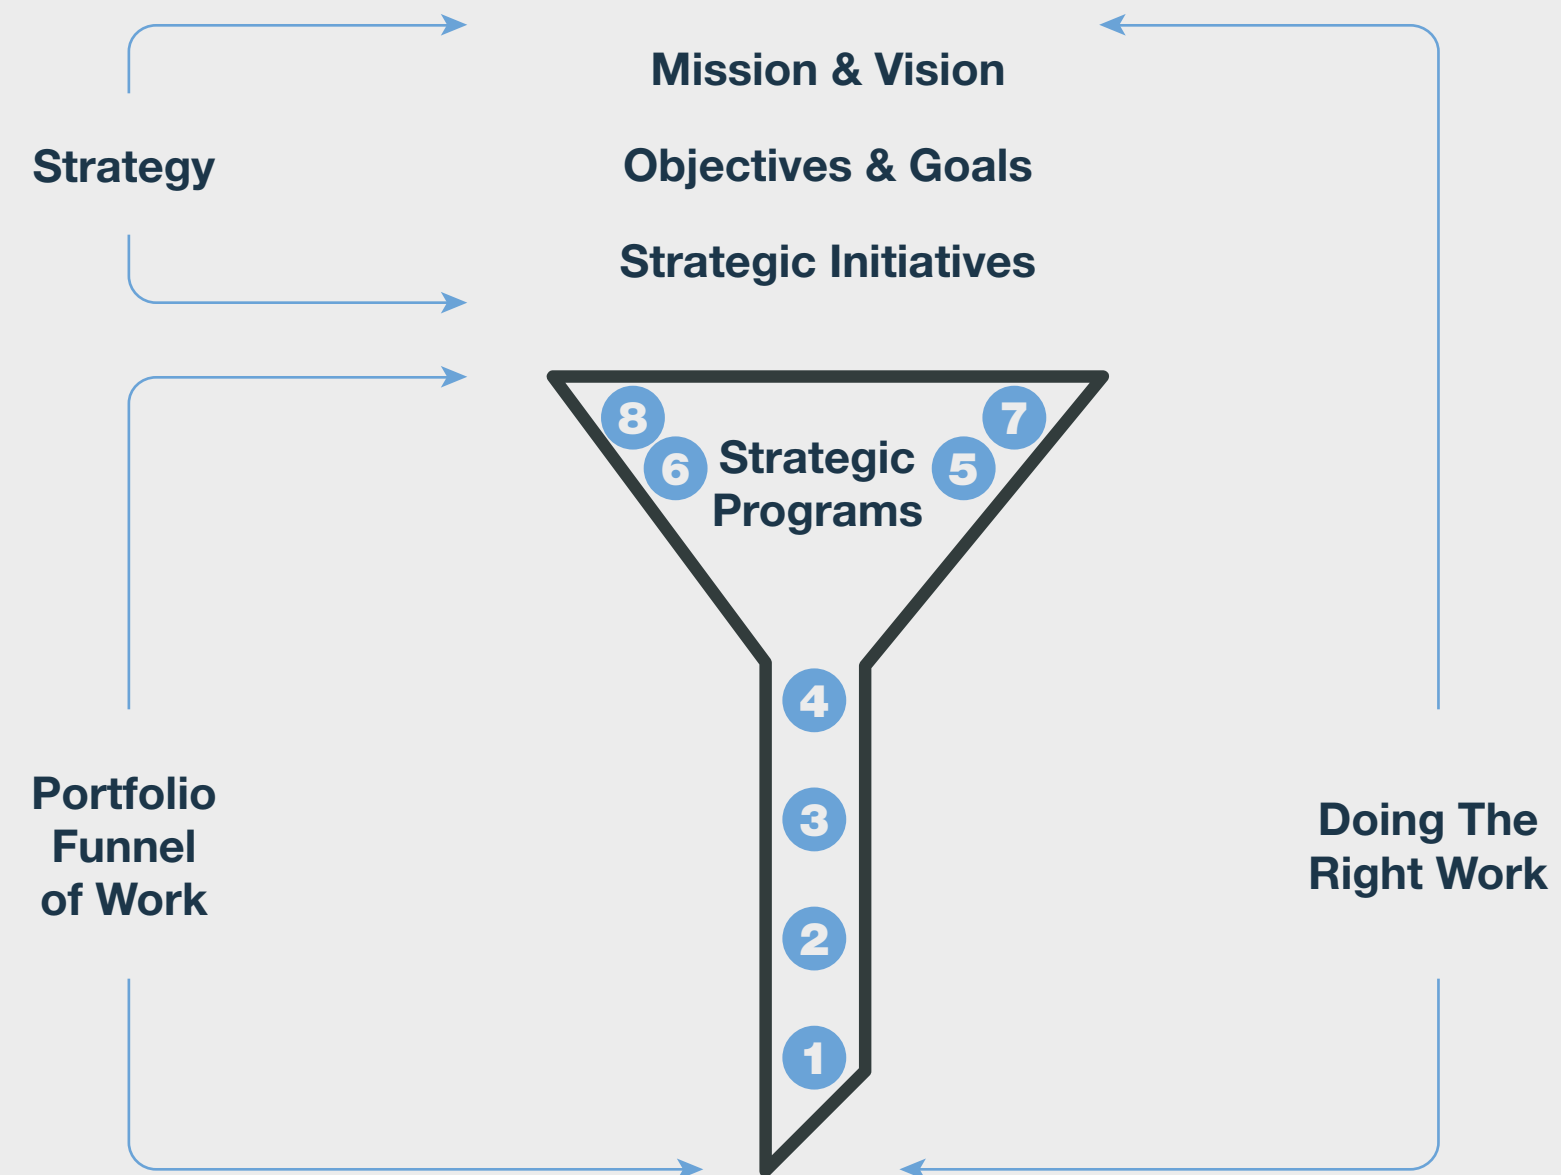 Mission & Vision
Strategy
Objectives & Goals
Strategic Initiatives
8
7
6
5
Strategic
Programs
4
3
2
1
Portfolio
Funnel
of Work
Doing The
Right Work